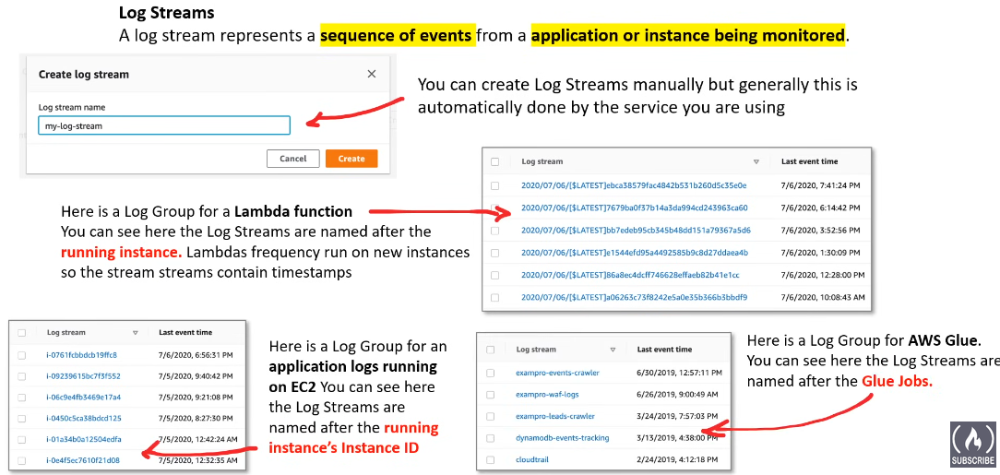 Log Streams
A log stream represents a sequence of events from a application or instance being monitored.
Create log stream
Log stream name
my-log-stream
Cancel
Create
You can create Log Streams manually but generally this is
automatically done by the service you are using
Here is a Log Group for a Lambda function
You can see here the Log Streams are named after the
running instance. Lambdas frequency run on new instances
so the stream streams contain timestamps
Log stream Last event time
2020/07/06/[$LATEST]ebca38579fac4842b531b260d5c35e0e 7/6/2020, 7:41:24 PM
2020/07/06/[$LATEST]7679ba0f37b14a3da994cd243963ca60 7/6/2020, 6:14:42 PM
2020/07/06/[$LATEST]bb7edeb95cb345b48dd151a79367a5d6 7/6/2020, 3:52:56 PM
2020/07/06/[$LATEST]e1544efd95a4492585b9c8d27ddaea4b 7/6/2020, 1:30:09 PM
2020/07/06/[$LATEST]86a8ec4dcff746628effaeb82b41e1cc 7/6/2020, 12:28:00 PM
2020/07/06/[$LATEST]a06263c73f8242e5a0e35b366b3bbdf9 7/6/2020, 10:08:43 AM
Log stream Last event time
i-0761fcbbdcb19ffc8 7/6/2020, 6:56:31 PM
i-09239615bc7f3f552 7/5/2020, 9:40:42 PM
i-06c9e4fb3469e17a4 7/5/2020, 9:21:08 PM
i-0450c5ca38bdcd125 7/5/2020, 8:27:30 PM
i-01a34b0a12504edfa 7/5/2020, 12:42:24 AM
i-0e4f5ec7610f21d08 7/5/2020, 12:32:35 AM
Here is a Log Group for an
application logs running
on EC2 You can see here
the Log Streams are
named after the running
instance's Instance ID
Log stream Last event time
exampro-events-crawler 6/30/2019, 12:57:11 PM
exampro-waf-logs 6/26/2019, 9:00:49 AM
exampro-leads-crawler 3/24/2019, 7:57:03 PM
dynamodb-events-tracking 3/13/2019, 4:38:00 PM
cloudtrail 2/24/2019, 4:12:18 PM
Here is a Log Group for AWS Glue.
You can see here the Log Streams are
named after the Glue Jobs.
SUBSCRIBE